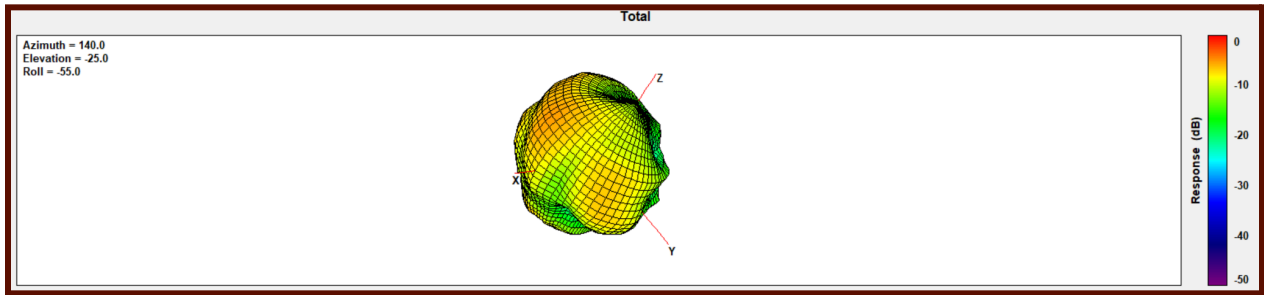 Total
Azimuth = 140.0
Elevation = -25.0
Roll = -55.0
Z
X
Y
Response (dB)
0
-10
-20
-30
-40
-50